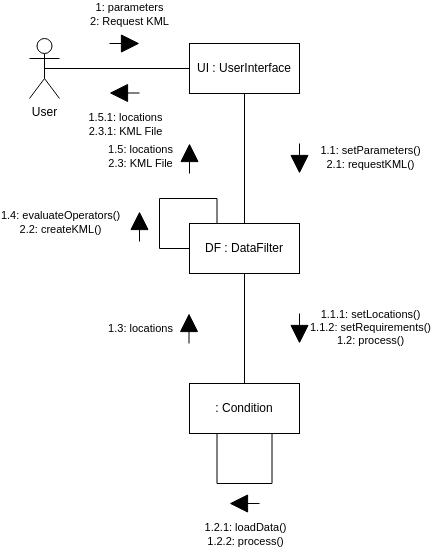 1: parameters
2: Request KML
UI : UserInterface
User
1.5.1: locations
2.3.1: KML File
1.5: locations
2.3: KML File
1.1: setParameters()
2.1: requestKML()
1.4: evaluateOperators()
2.2: createKML()
DF : DataFilter
1.3: locations
1.1.1: setLocations()
1.1.2: setRequirements()
1.2: process()
: Condition
1.2.1: loadData()
1.2.2: process()